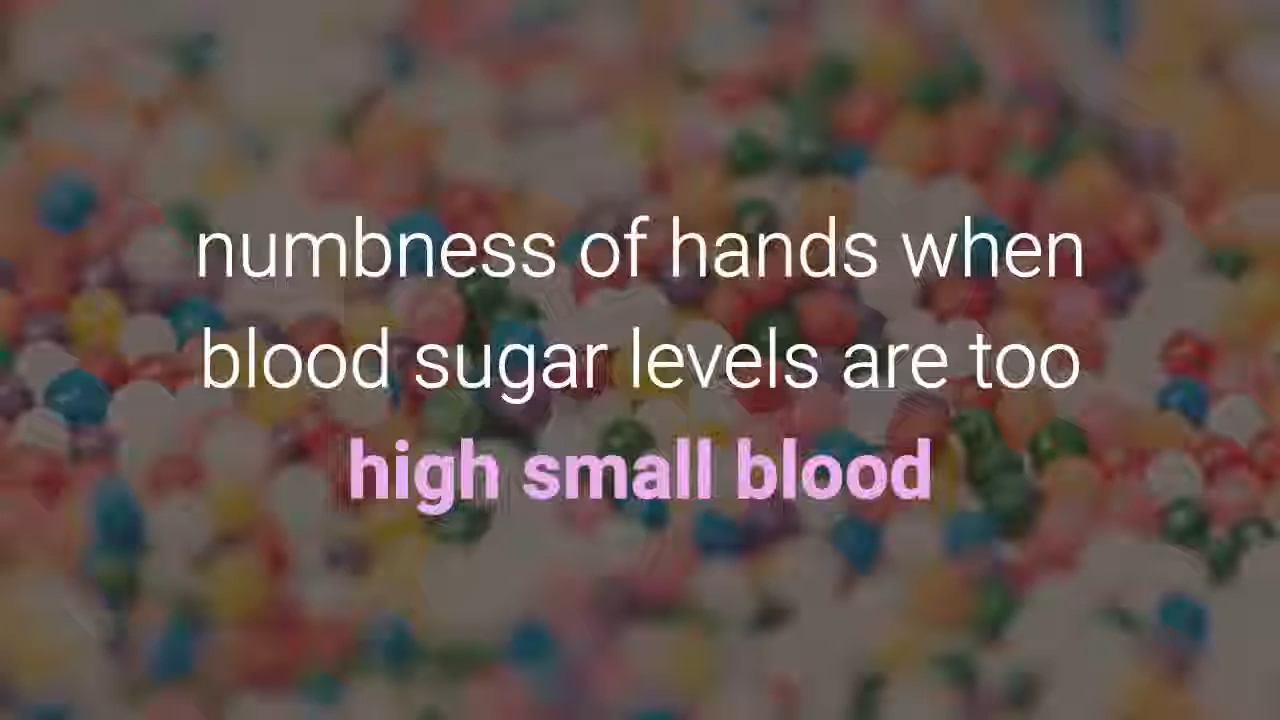 numbness of hands when
blood sugar levels are too
high small blood